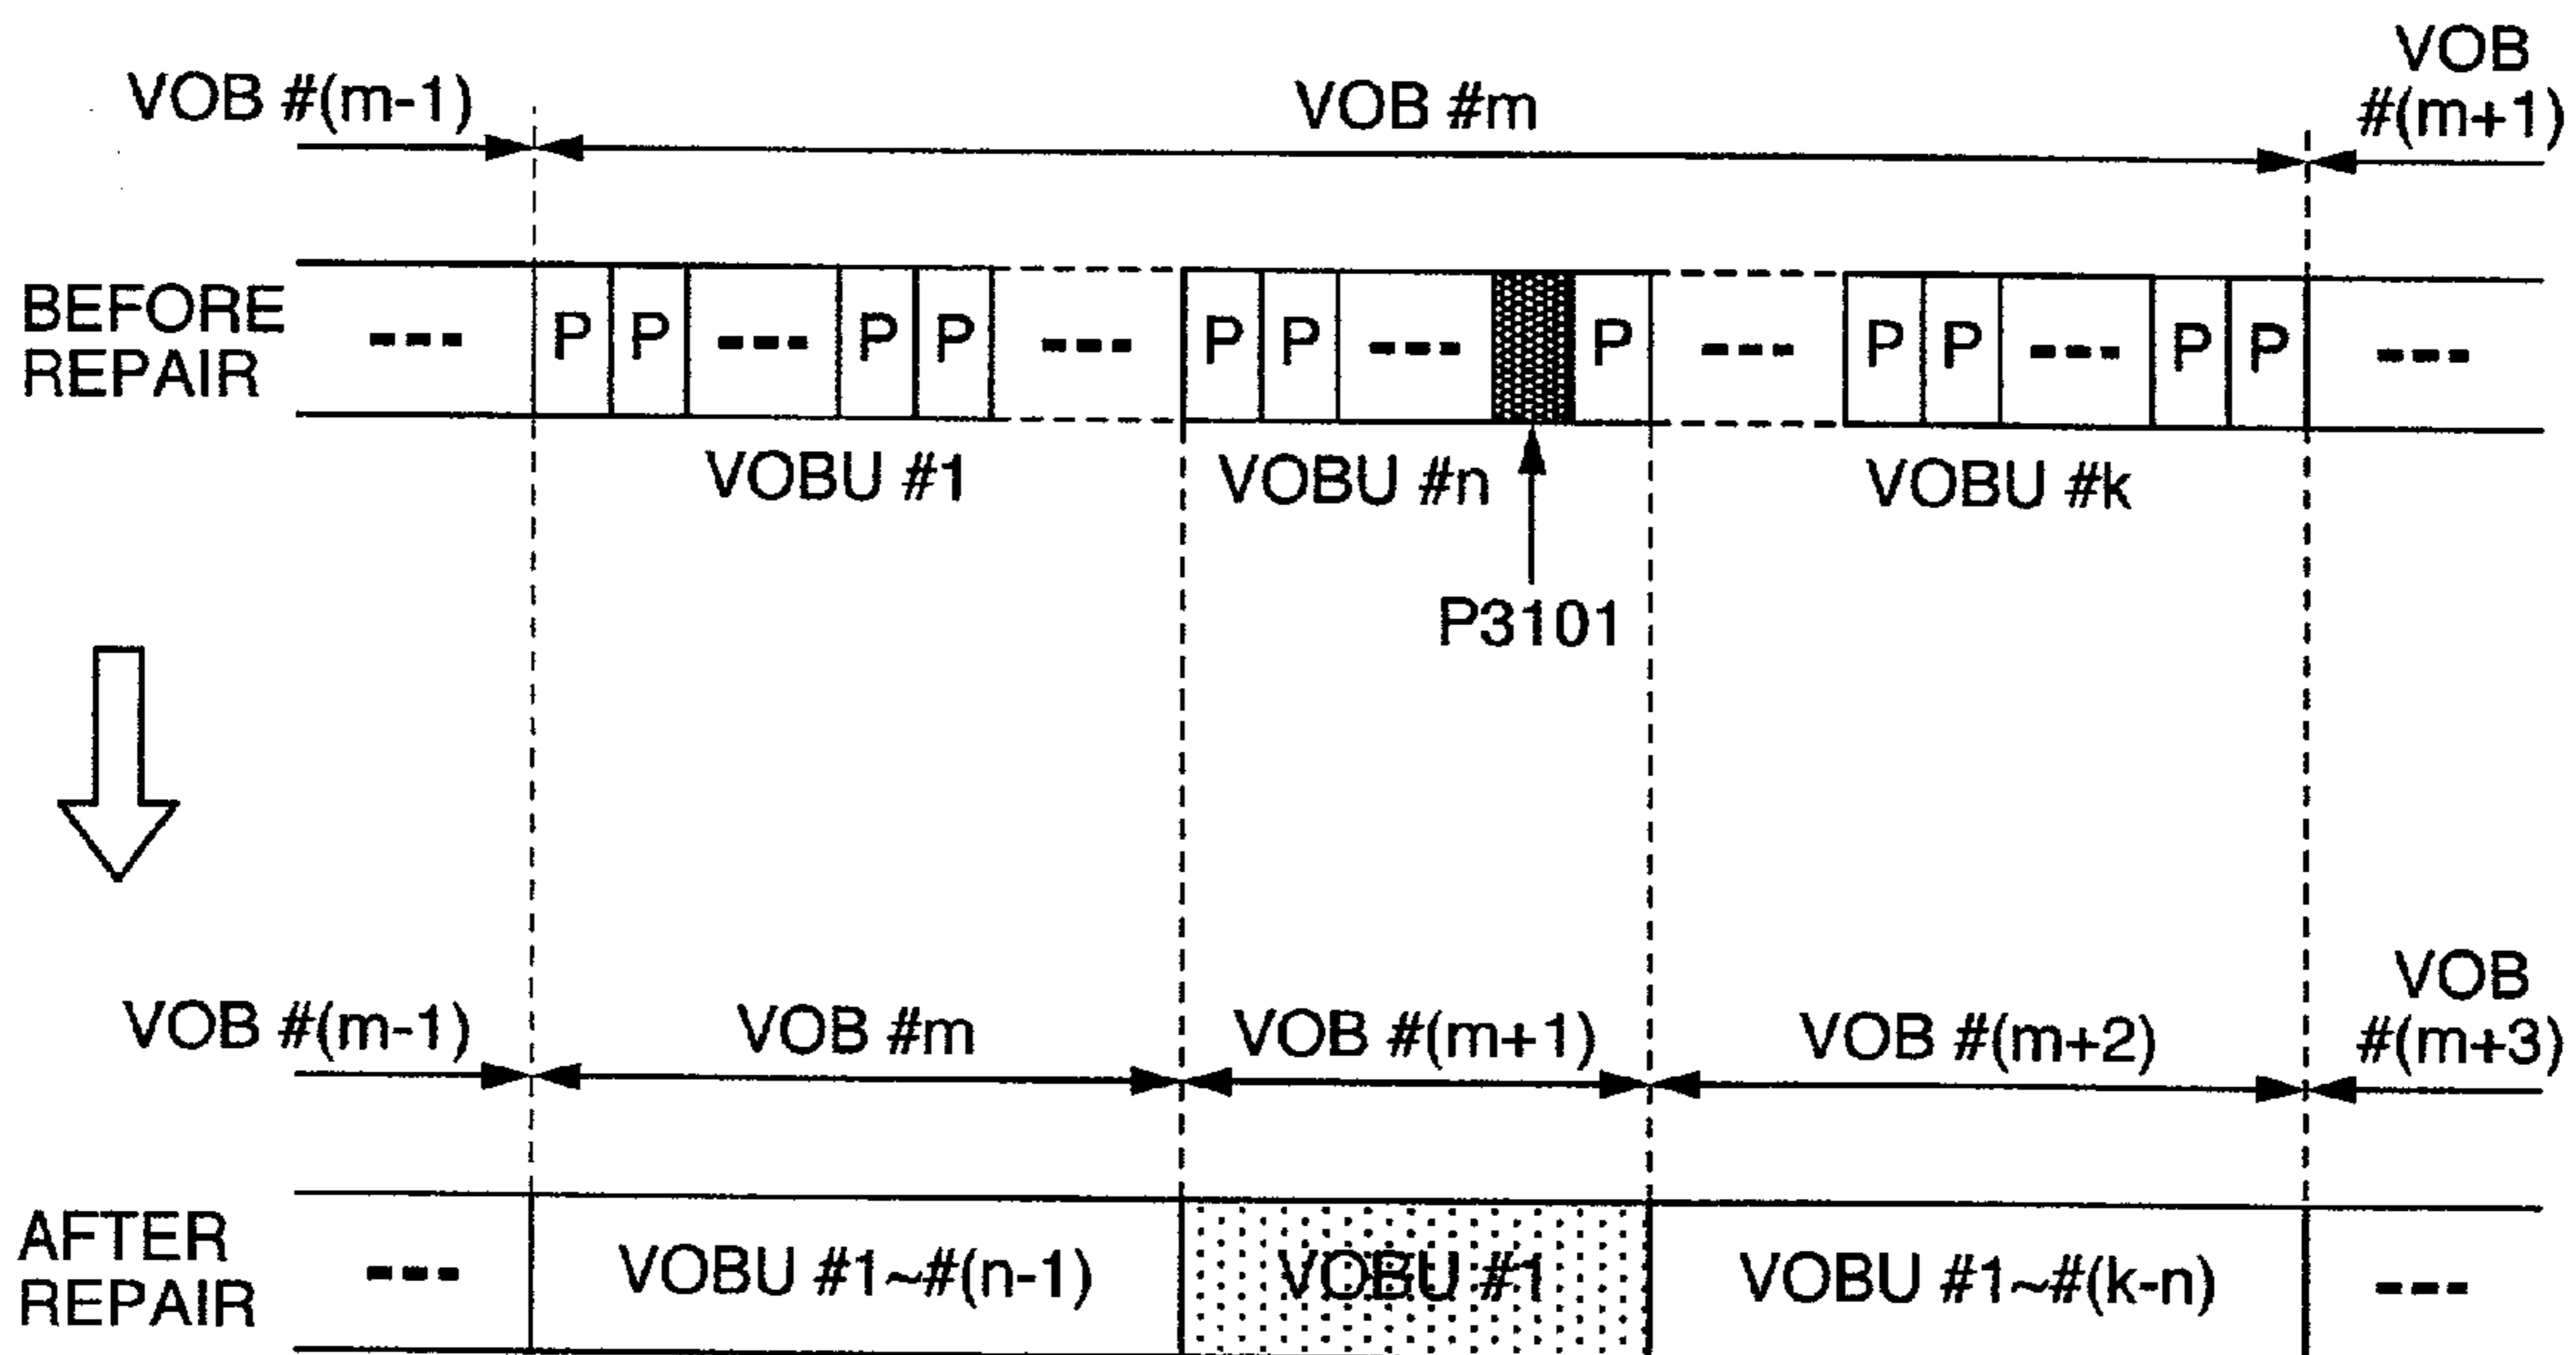 VOB #(m-1)
VOB #m
VOB
#(m+1)
BEFORE
REPAIR
--- P P --- P P --- P P --- P --- P P --- P P ---
VOBU #1
VOBU #n
VOBU #k
P3101
VOB #(m-1)
VOB #m
VOB #(m+1)
VOB #(m+2)
VOB
#(m+3)
AFTER
REPAIR
---
VOBU #1~#(n-1)
VOBU #1
VOBU #1~#(k-n)
---